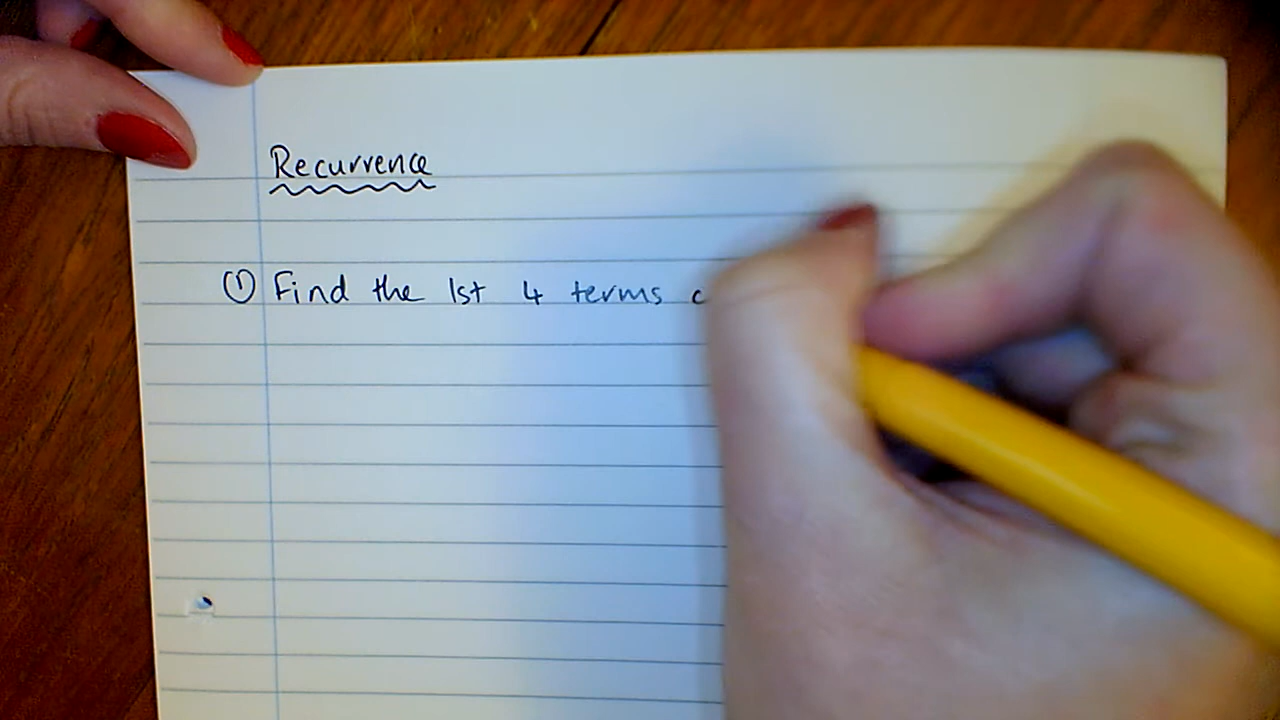 Recurrence
① Find the 1st 4 terms